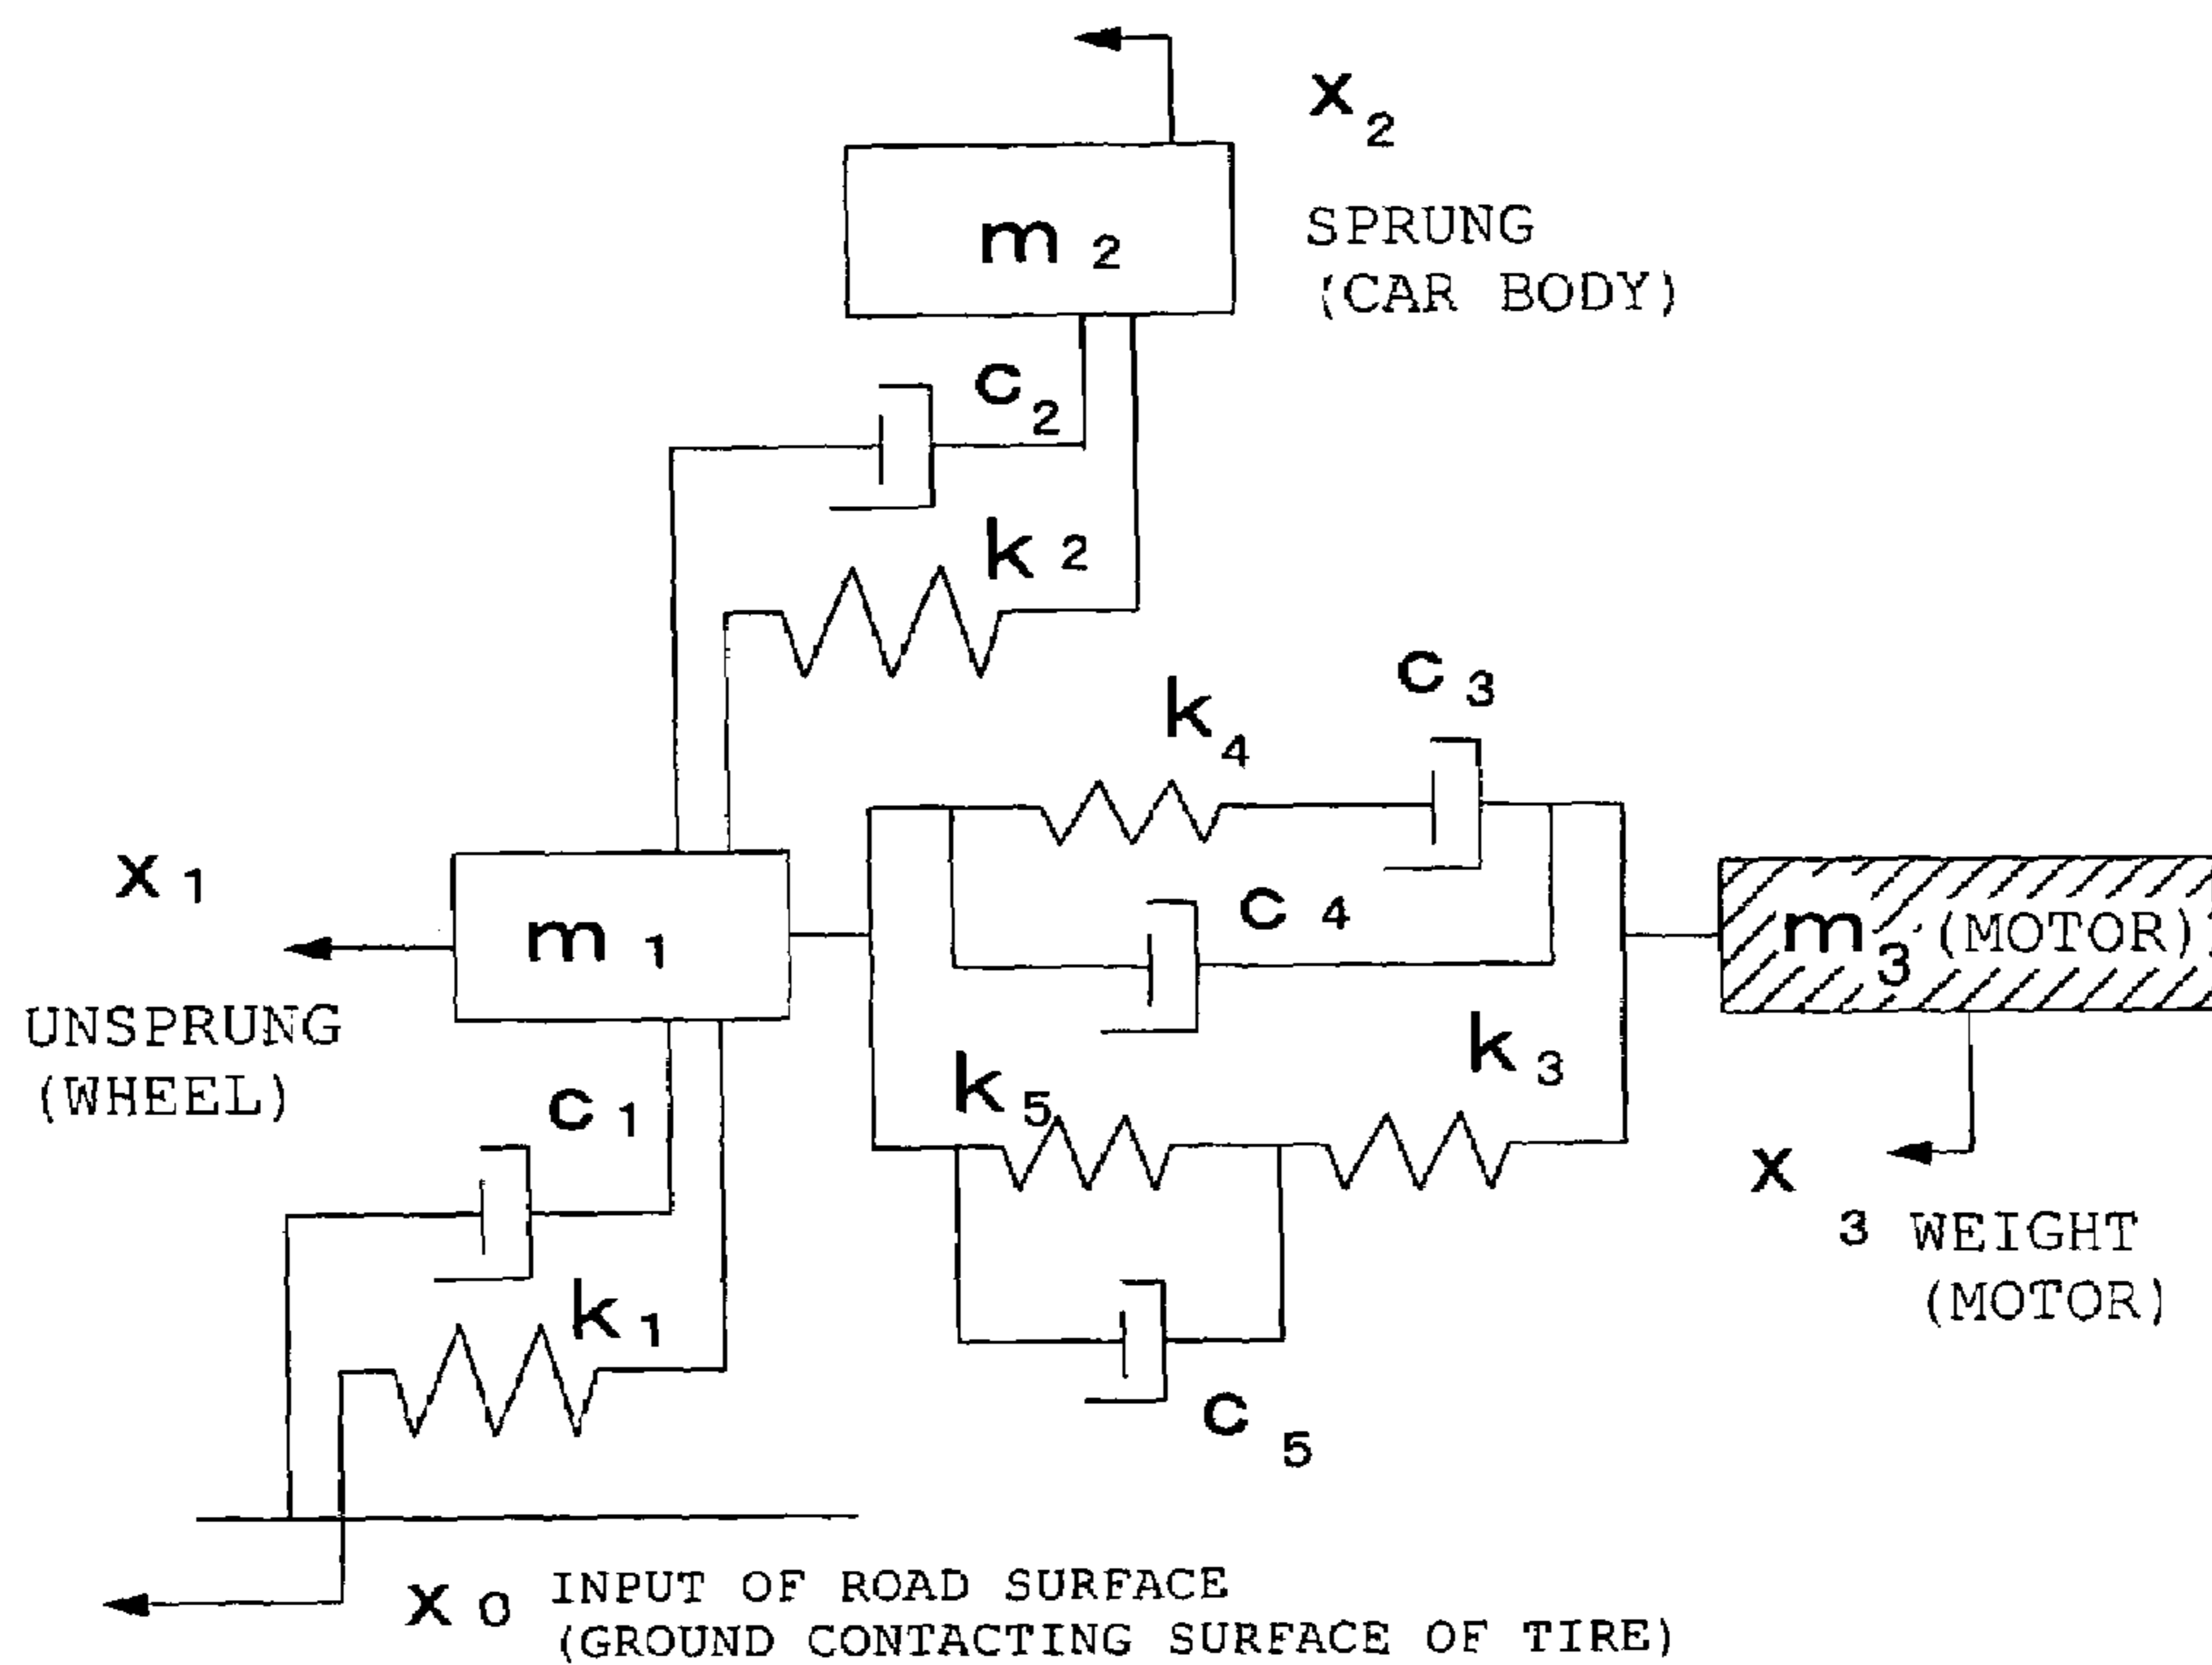 x2
m2
SPRUNG
(CAR BODY)
c2
k2
c3
k4
x1
m1
c4
m3 (MOTOR)
UNSPRUNG
(WHEEL)
k3
k5
c1
x3 WEIGHT
(MOTOR)
k1
c5
x0 INPUT OF ROAD SURFACE
(GROUND CONTACTING SURFACE OF TIRE)